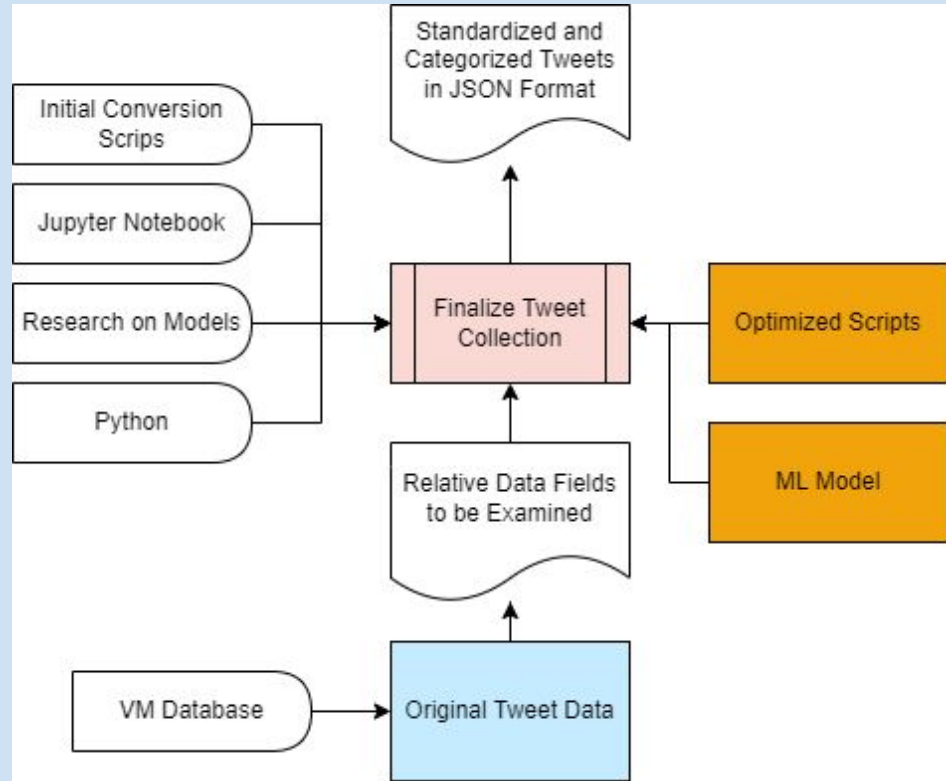 Standardized and
Categorized Tweets
in JSON Format
Initial Conversion
Scrips
Jupyter Notebook
Research on Models
Python
Finalize Tweet
Collection
Optimized Scripts
ML Model
Relative Data Fields
to be Examined
VM Database
Original Tweet Data